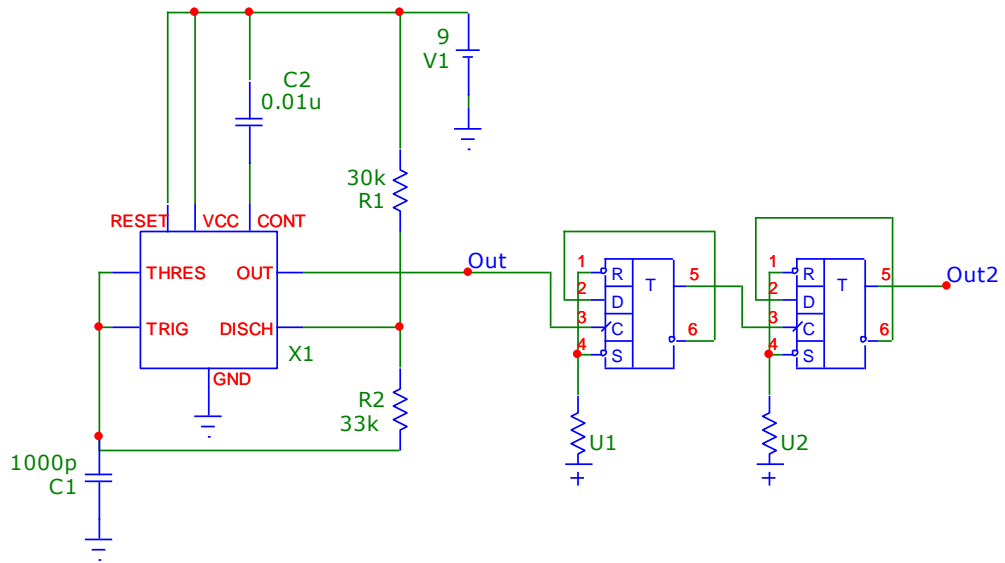 9
V1
C2
0.01u
30k
R1
RESET VCC CONT
THRES OUT
TRIG DISCH
X1
GND
R2
33k
1000p
C1
Out
1 R T 5
2 D
3 C 6
4 S
U1
1 R T 5
2 D
3 C 6
4 S
U2
Out2